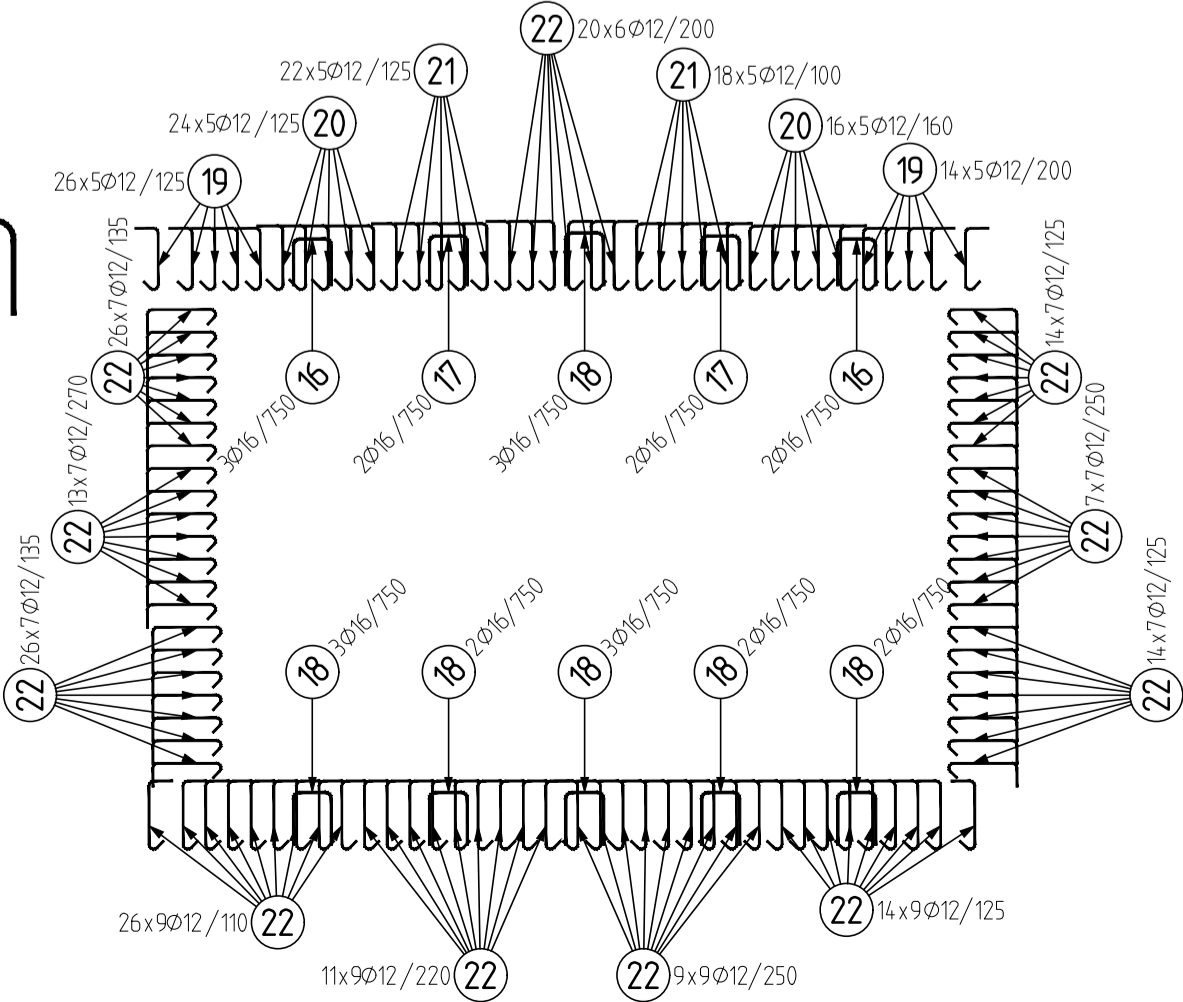 22 20x6Ø12/200
22x5Ø12/125 21
21 18x5Ø12/100
24x5Ø12/125 20
20 16x5Ø12/160
26x5Ø12/125 19
19 14x5Ø12/200
26x7Ø12/135
22
14x7Ø12/125
22
16
3Ø16/750
17
2Ø16/750
18
3Ø16/750
17
2Ø16/750
16
2Ø16/750
13x7Ø12/270
22
7x7Ø12/250
22
26x7Ø12/135
22
14x7Ø12/125
22
18 3Ø16/750
18 2Ø16/750
18 3Ø16/750
18 2Ø16/750
18 2Ø16/750
26x9Ø12/110 22
22 14x9Ø12/125
11x9Ø12/220 22
22 9x9Ø12/250